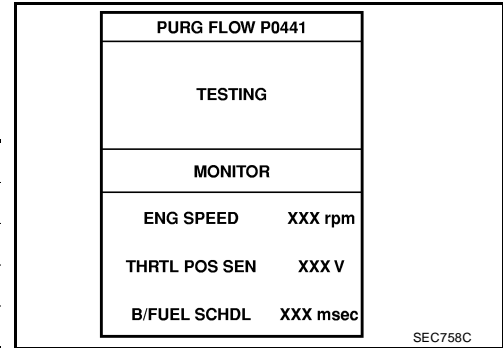 PURG FLOW P0441
TESTING
MONITOR
ENG SPEED XXX rpm
THRTL POS SEN XXX V
B/FUEL SCHDL XXX msec
SEC758C